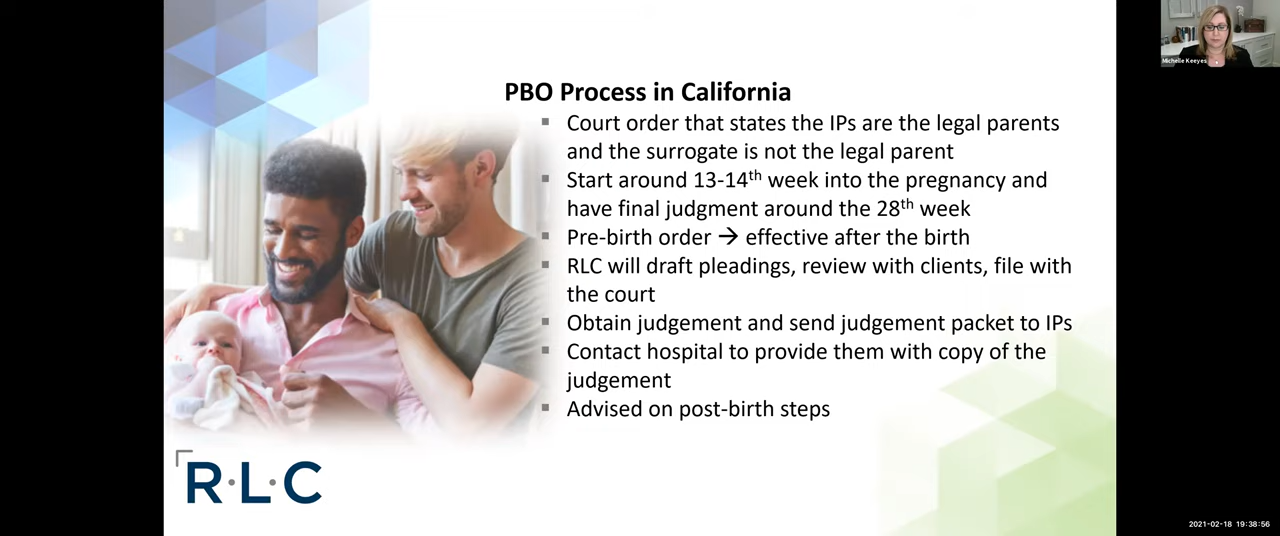 Michelle Keeyes
PBO Process in California
▪ Court order that states the IPs are the legal parents
and the surrogate is not the legal parent
▪ Start around 13-14th week into the pregnancy and
have final judgment around the 28th week
▪ Pre-birth order → effective after the birth
▪ RLC will draft pleadings, review with clients, file with
the court
▪ Obtain judgement and send judgement packet to IPs
▪ Contact hospital to provide them with copy of the
judgement
▪ Advised on post-birth steps
R·L·C
2021-02-18 19:38:56